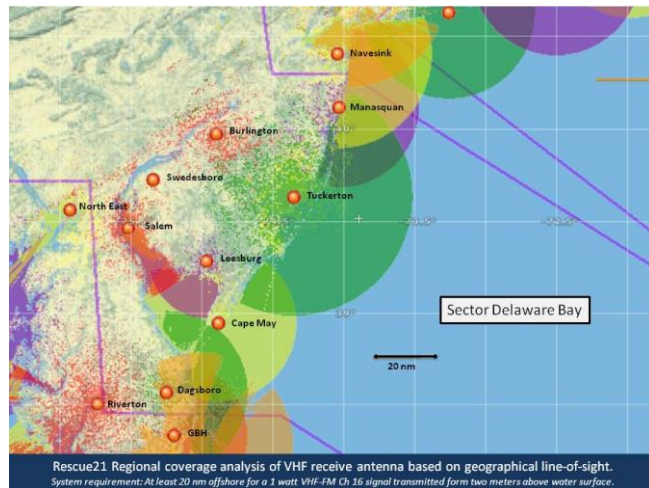 Navesink
Manasquan
Burlington
Swedesboro
Tuckerton
North East
Salem
Leesburg
39°
Sector Delaware Bay
Cape May
20 nm
Dagsboro
Riverton
GBH
Rescue21 Regional coverage analysis of VHF receive antenna based on geographical line-of-sight.
System requirement: At least 20 nm offshore for a 1 watt VHF-FM Ch 16 signal transmitted form two meters above water surface.